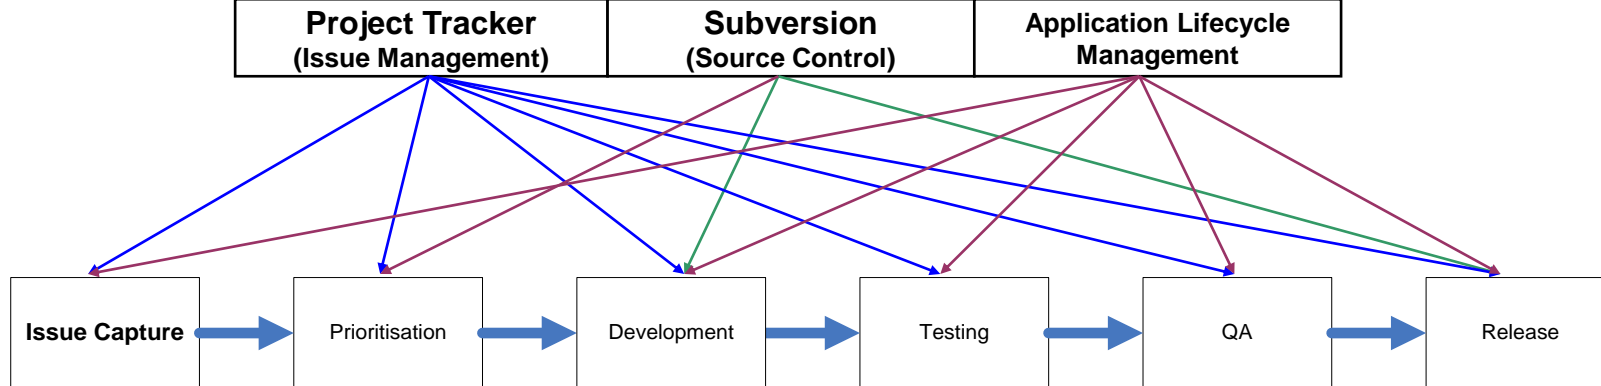 Project Tracker
(Issue Management)
Subversion
(Source Control)
Application Lifecycle
Management
Issue Capture
Prioritisation
Development
Testing
QA
Release